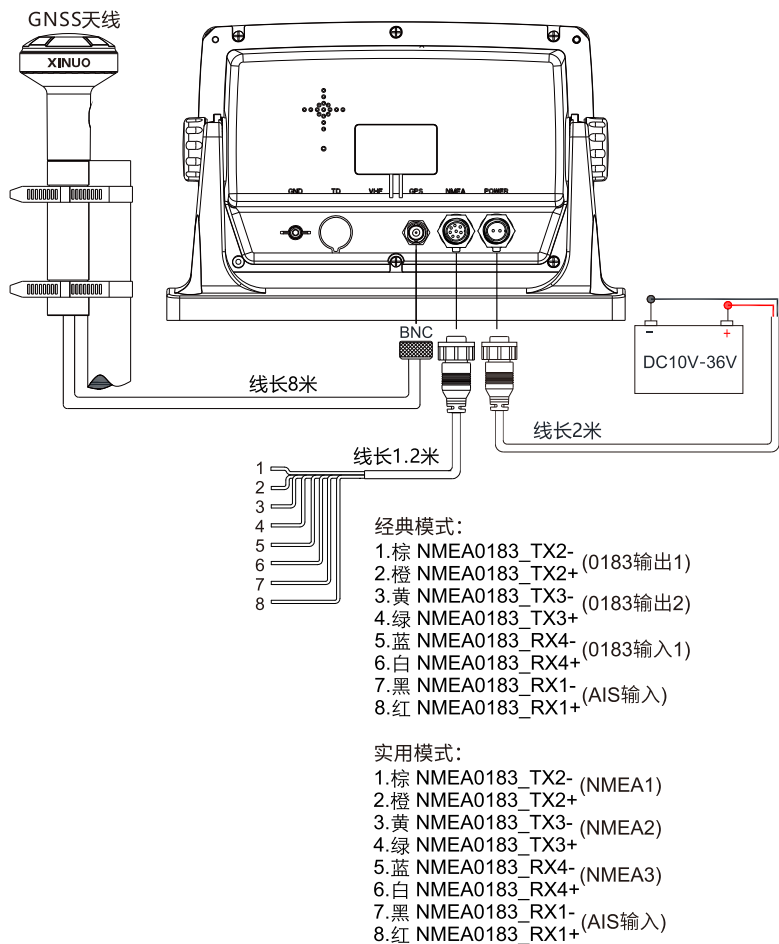 GNSS天线
XINUO
GND TD VHF GPS NMEA POWER
BNC
- +
DC10V-36V
线长8米
线长2米
线长1.2米
1
2
3
4
5
6
7
8
经典模式：
1.棕 NMEA0183_TX2-
2.橙 NMEA0183_TX2+
(0183输出1)
3.黄 NMEA0183_TX3-
4.绿 NMEA0183_TX3+
(0183输出2)
5.蓝 NMEA0183_RX4-
6.白 NMEA0183_RX4+
(0183输入1)
7.黑 NMEA0183_RX1-
8.红 NMEA0183_RX1+
(AIS输入)
实用模式：
1.棕 NMEA0183_TX2-
2.橙 NMEA0183_TX2+
(NMEA1)
3.黄 NMEA0183_TX3-
4.绿 NMEA0183_TX3+
(NMEA2)
5.蓝 NMEA0183_RX4-
6.白 NMEA0183_RX4+
(NMEA3)
7.黑 NMEA0183_RX1-
8.红 NMEA0183_RX1+
(AIS输入)